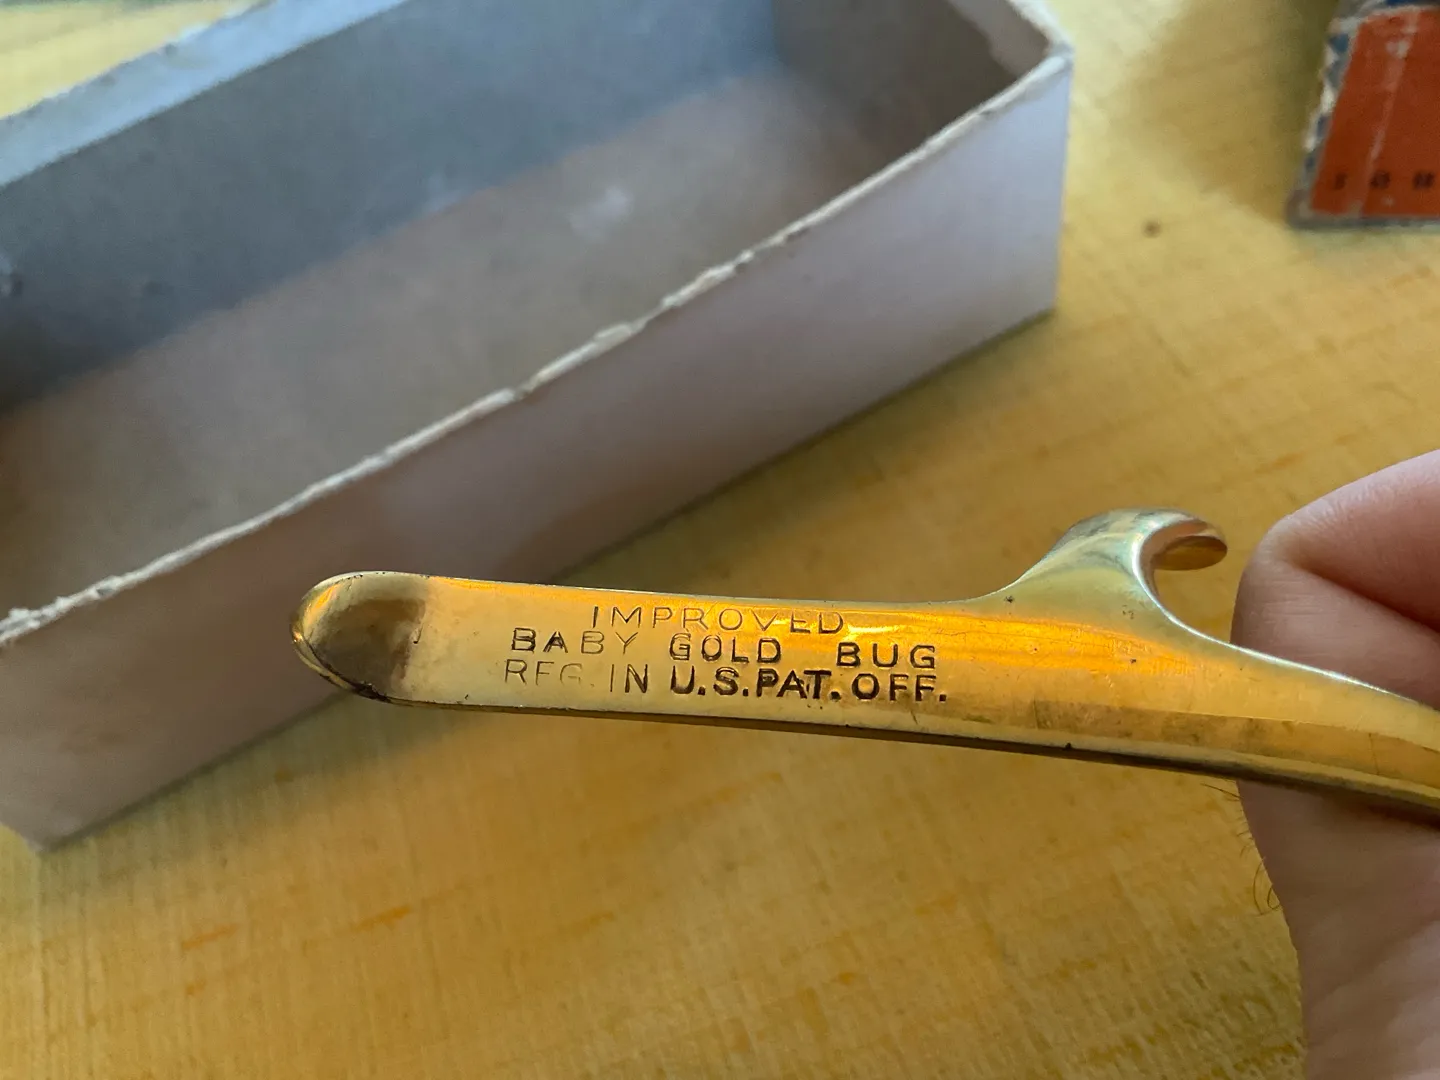 IMPROVED
BABY GOLD BUG
REG. IN U.S.PAT.OFF.